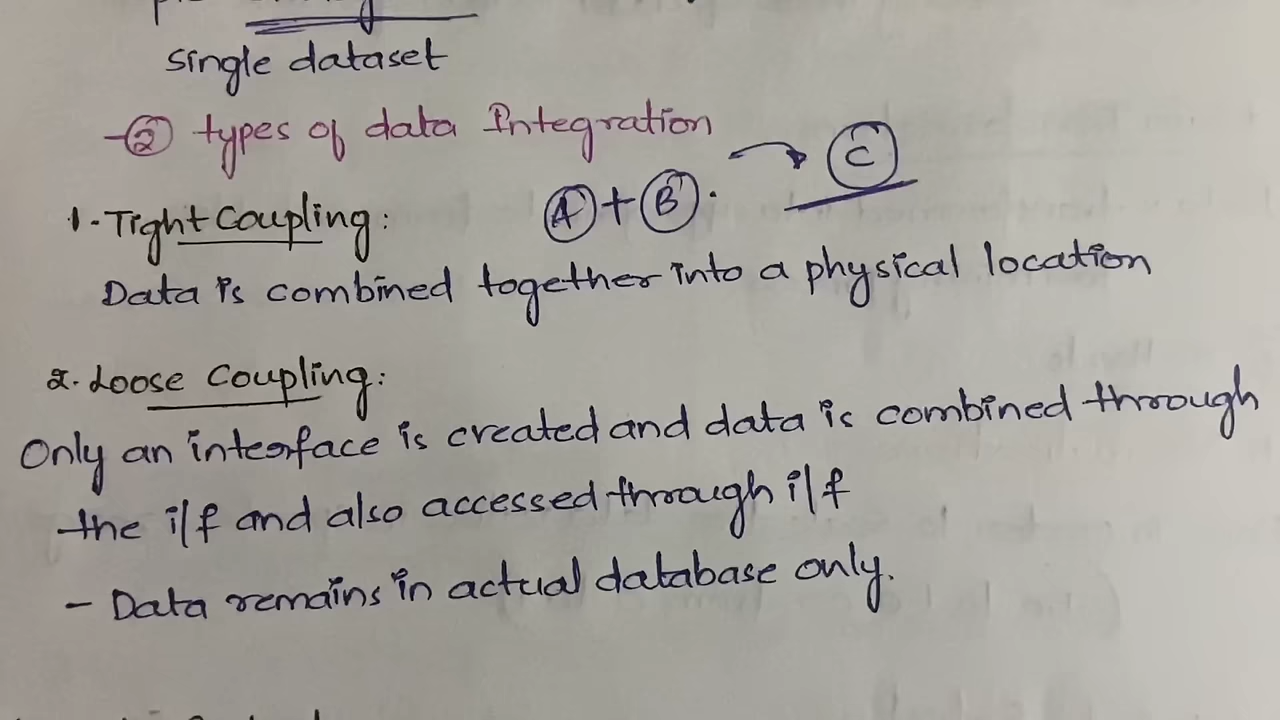 single dataset
-② types of data Integration
A + B. → C
1. Tight Coupling:
Data is combined together into a physical location
2. Loose Coupling:
Only an interface is created and data is combined through
the i/f and also accessed through i/f
- Data remains in actual database only.